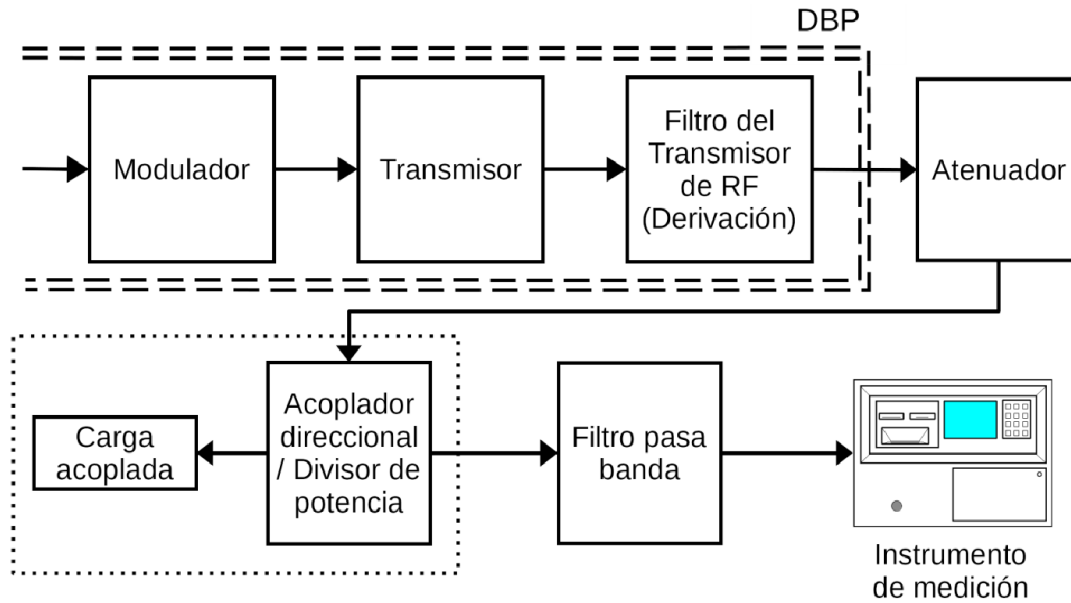 DBP
Modulador
Transmisor
Filtro del
Transmisor
de RF
(Derivación)
Atenuador
Carga
acoplada
Acoplador
direccional
/ Divisor de
potencia
Filtro pasa
banda
Instrumento
de medición